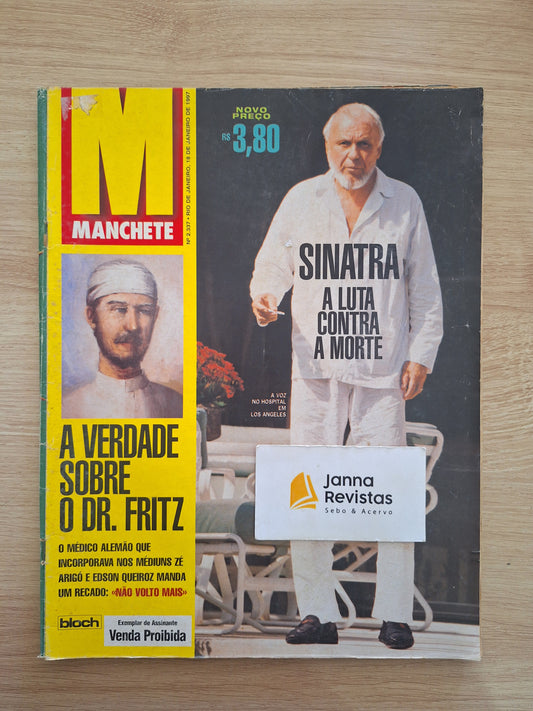 M
MANCHETE
Nº 2.337 • RIO DE JANEIRO, 18 DE JANEIRO DE 1997
NOVO
PREÇO
R$ 3,80
SINATRA
A LUTA
CONTRA
A MORTE
A VOZ
NO HOSPITAL
EM
LOS ANGELES
A VERDADE
SOBRE
O DR. FRITZ
O MÉDICO ALEMÃO QUE
INCORPORAVA NOS MÉDIUNS ZÉ
ARIGÓ E EDSON QUEIROZ MANDA
UM RECADO: «NÃO VOLTO MAIS»
bloch
Exemplar de Assinante
Venda Proibida
Janna
Revistas
Sebo & Acervo